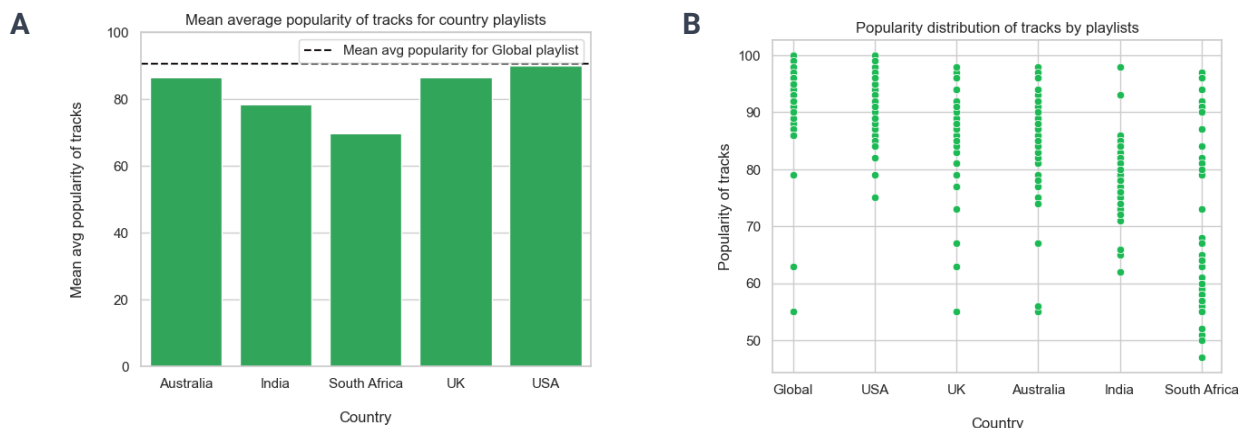 A
Mean average popularity of tracks for country playlists
Mean avg popularity for Global playlist
Mean avg popularity of tracks
100
80
60
40
20
0
Australia India South Africa UK USA
Country
B
Popularity distribution of tracks by playlists
Popularity of tracks
100
90
80
70
60
50
Global USA UK Australia India South Africa
Country